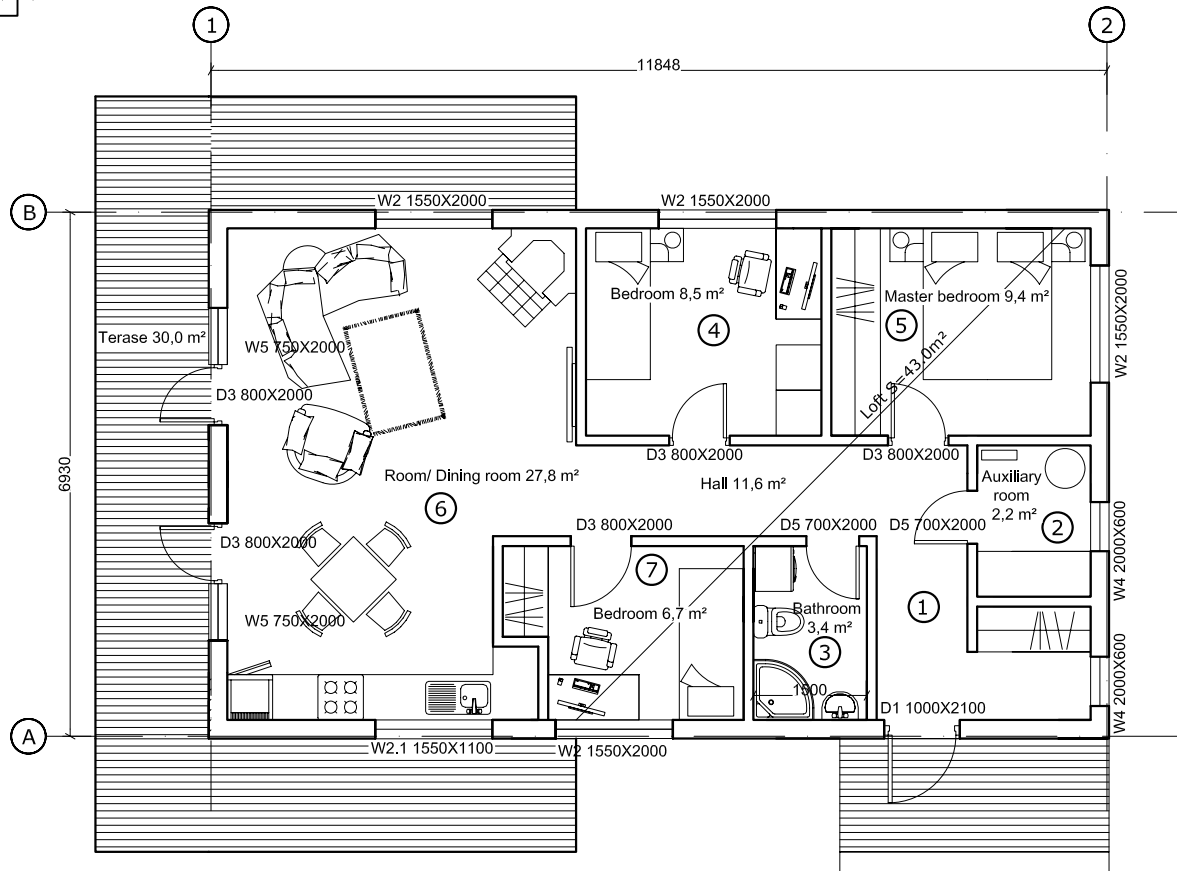 1
2
11848
W2 1550X2000
W2 1550X2000
B
Bedroom 8,5 m²
Master bedroom 9,4 m²
W2 1550X2000
Terase 30,0 m²
4
5
W5 750X2000
Loft S=43.0m²
D3 800X2000
D3 800X2000
D3 800X2000
6930
Room/ Dining room 27,8 m²
Hall 11,6 m²
Auxiliary
room
2,2 m²
6
2
D3 800X2000
D3 800X2000
D5 700X2000
D5 700X2000
W4 2000X600
7
1
W5 750X2000
Bedroom 6,7 m²
Bathroom
3,4 m²
3
1500
D1 1000X2100
W4 2000X600
A
W2.1 1550X1100
W2 1550X2000